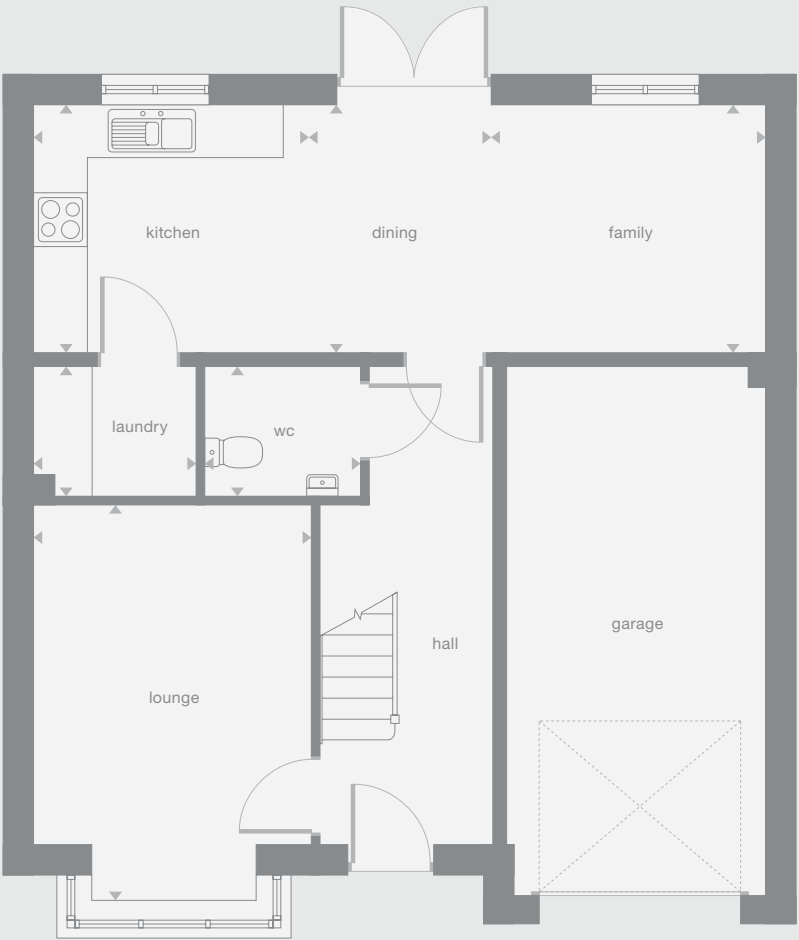 kitchen
dining
family
laundry
wc
garage
hall
lounge